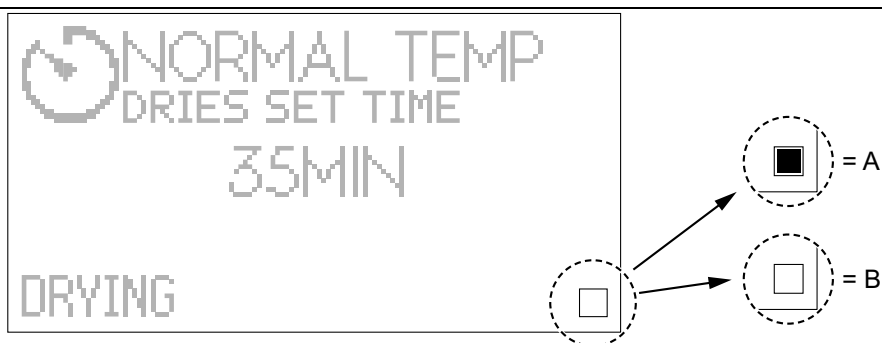 NORMAL TEMP
DRIES SET TIME
35MIN
DRYING
= A
= B